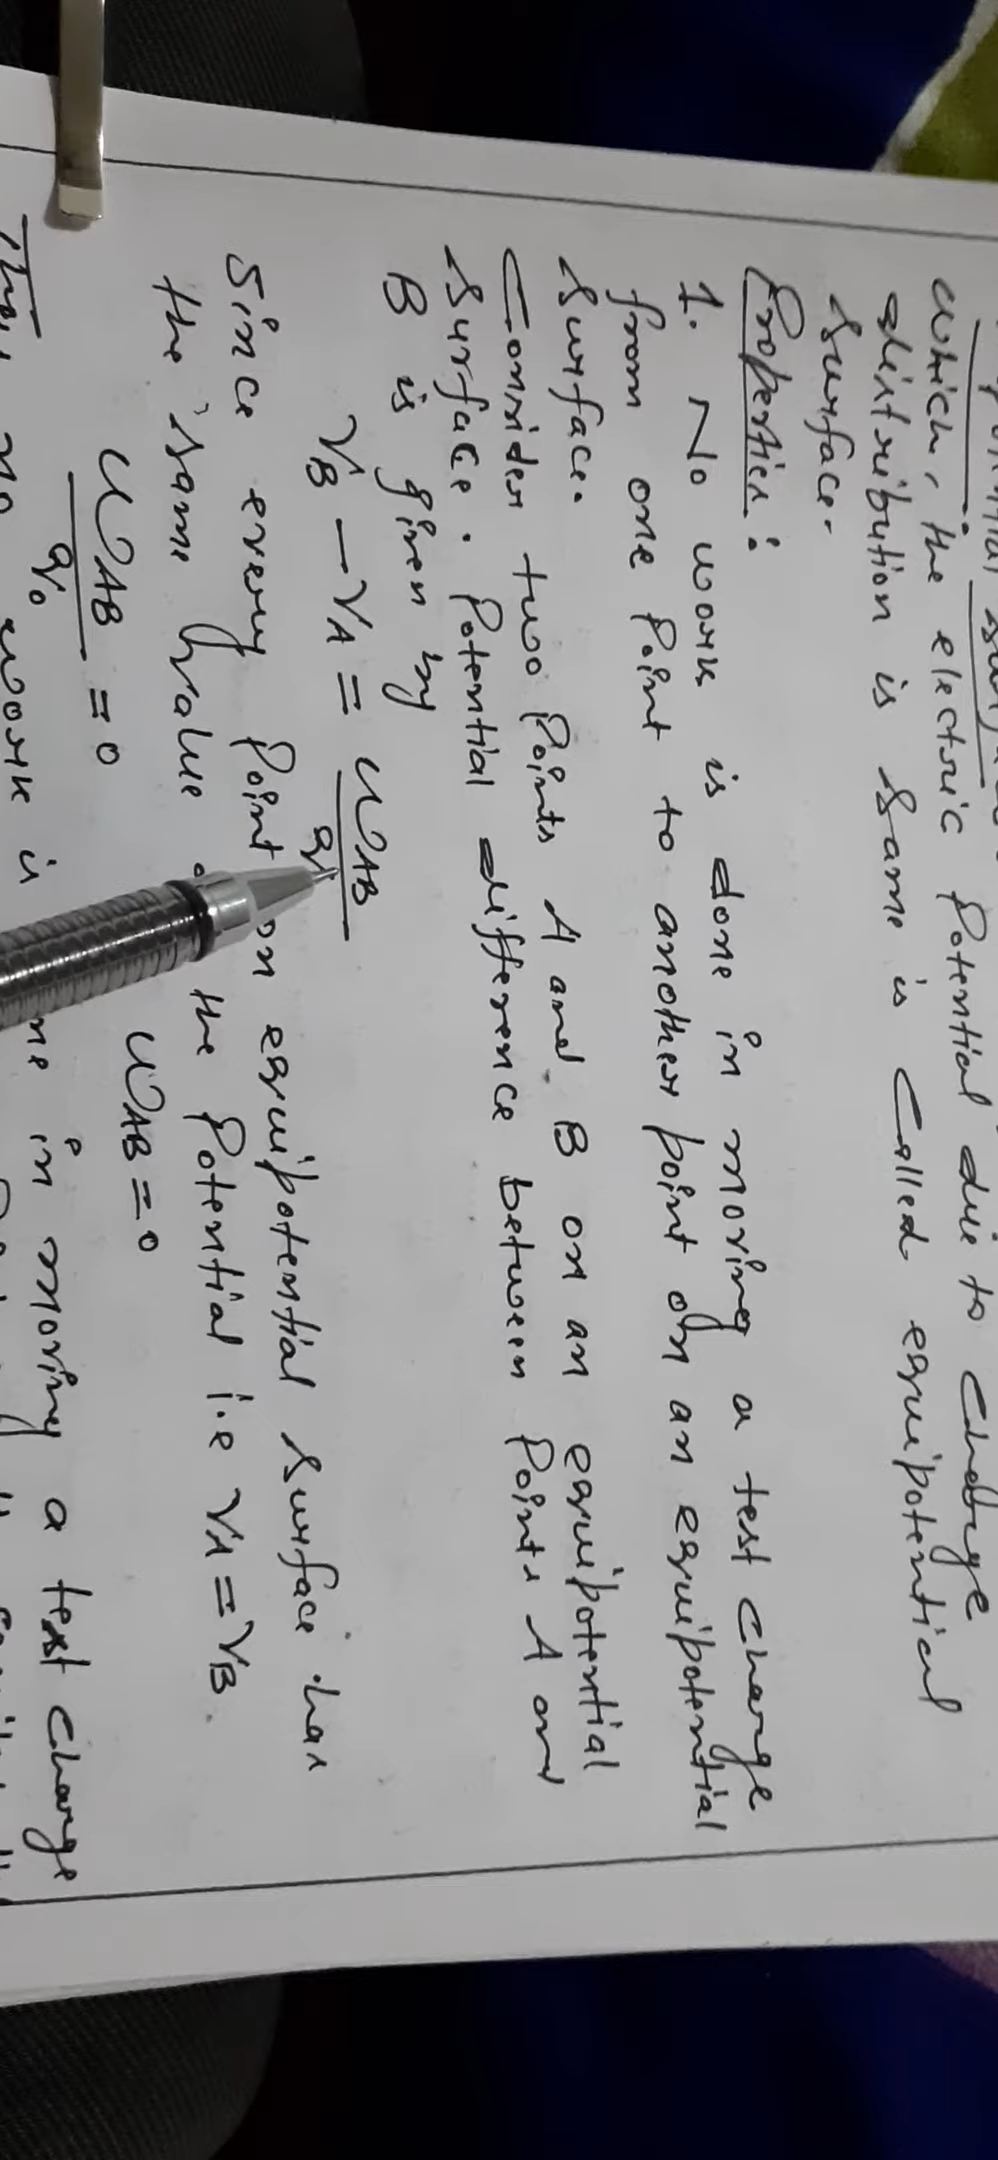 which, the electric Potential due to charge
distribution is same is called equipotential
surface.
Properties:
1. No work is done in moving a test charge
from one Point to another point on an equipotential
surface.
Consider two Points A and B on an equipotential
surface. Potential difference between Points A and
B is given by
VB - VA = WAB / q
Since every Point on equipotential surface has
the same value the Potential i.e VA = VB.
WAB / q0 = 0 WAB = 0
no work is in moving a test charge